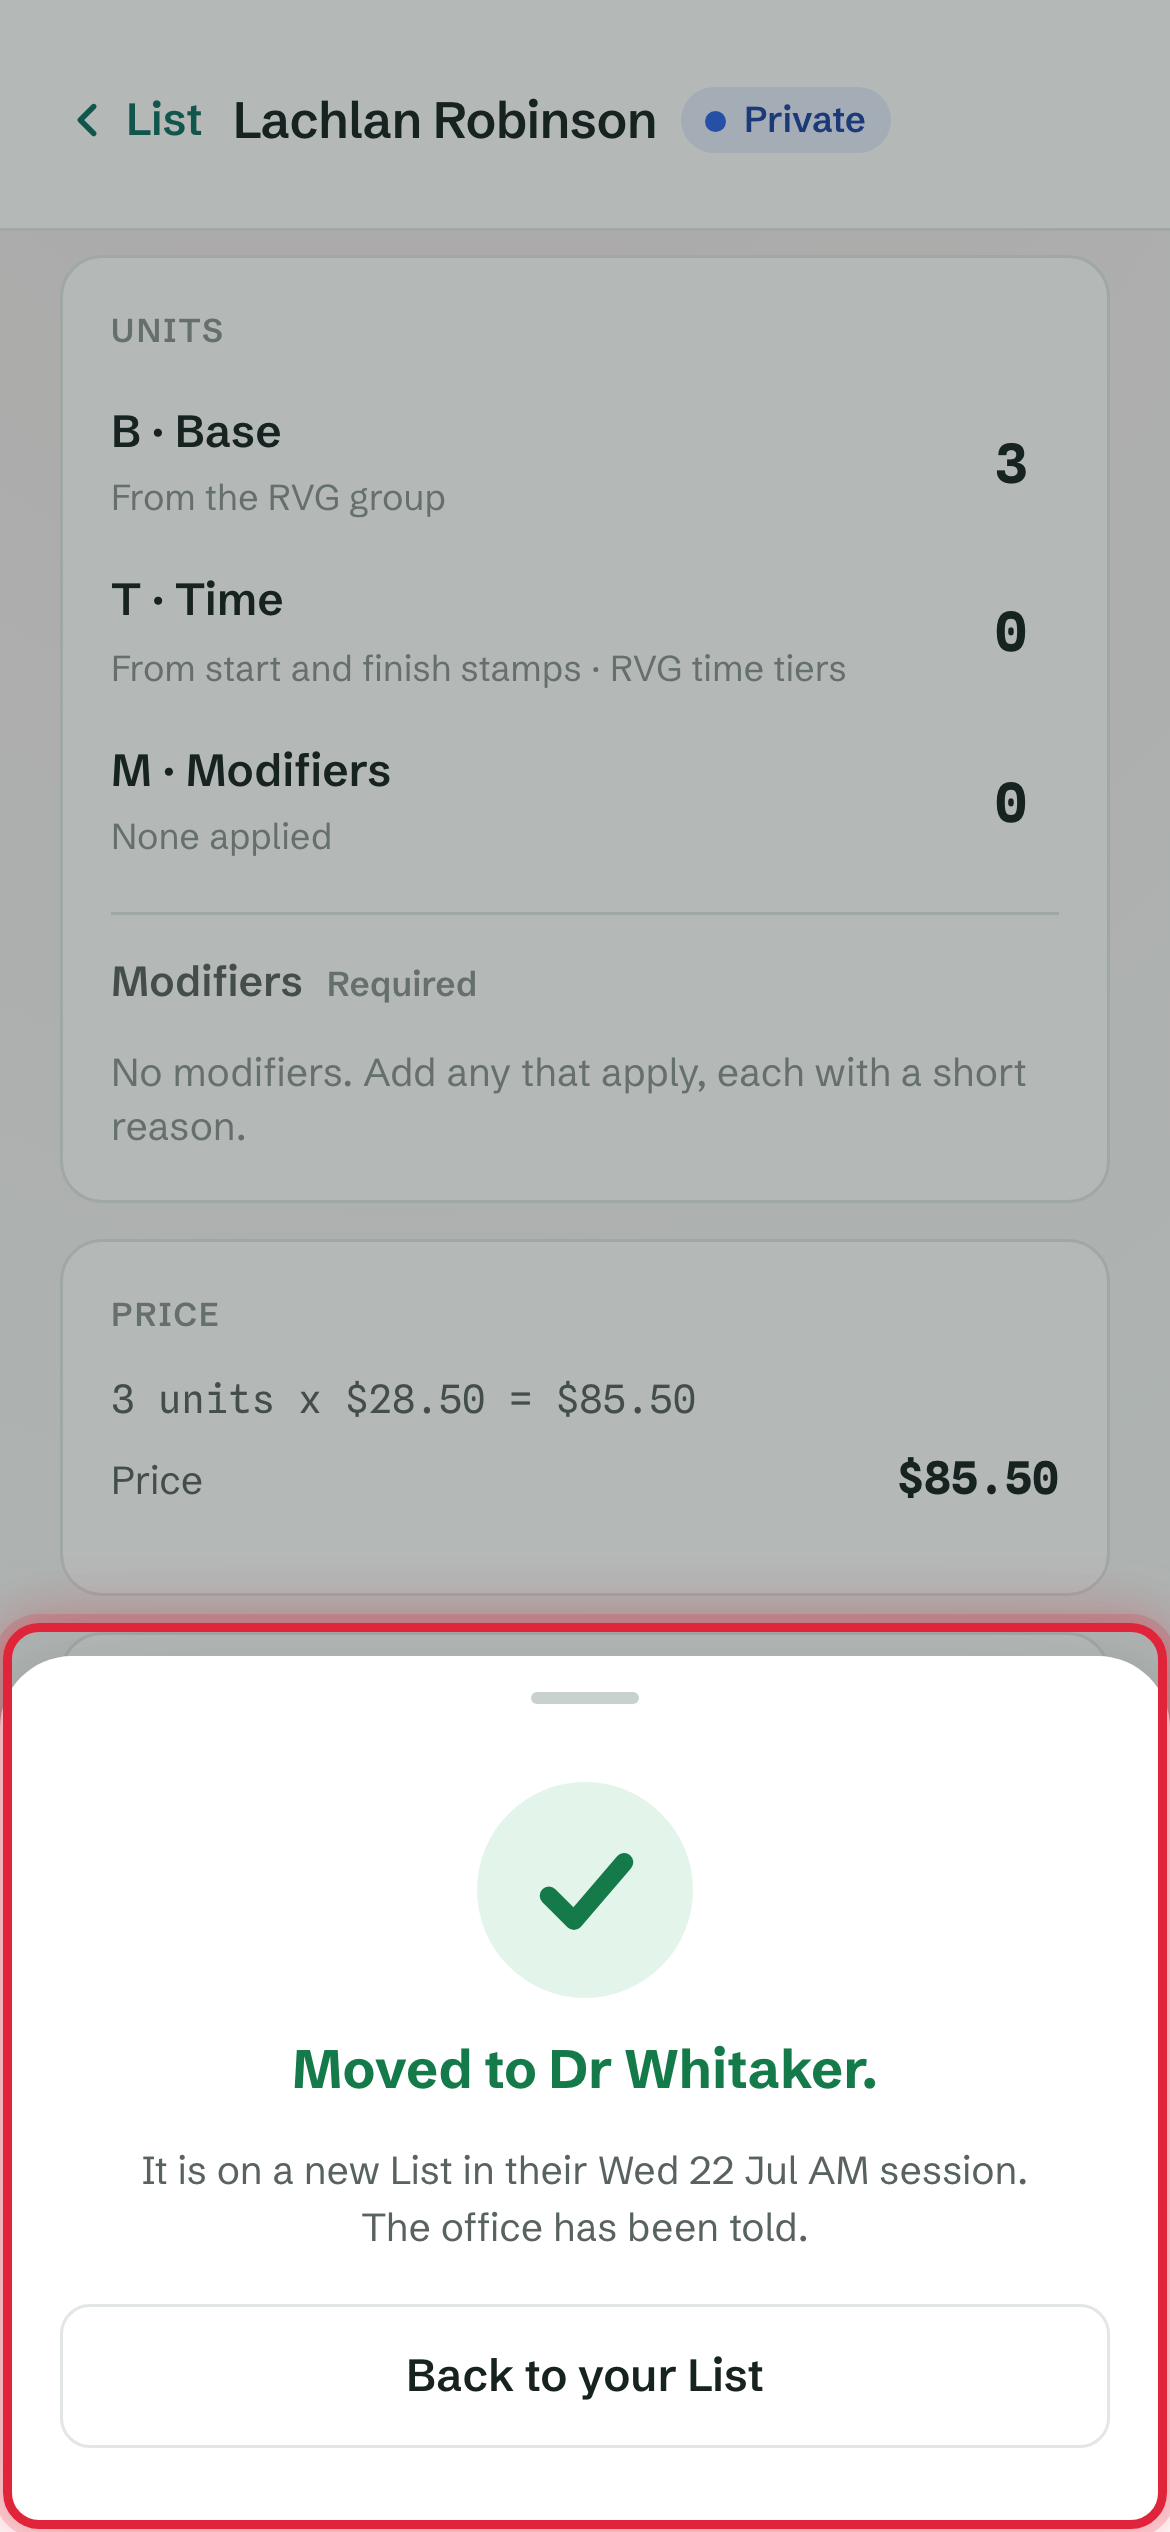 List Lachlan Robinson Private
UNITS
B · Base
From the RVG group
3
T · Time
From start and finish stamps · RVG time tiers
0
M · Modifiers
None applied
0
Modifiers Required
No modifiers. Add any that apply, each with a short
reason.
PRICE
3 units x $28.50 = $85.50
Price $85.50
Moved to Dr Whitaker.
It is on a new List in their Wed 22 Jul AM session.
The office has been told.
Back to your List